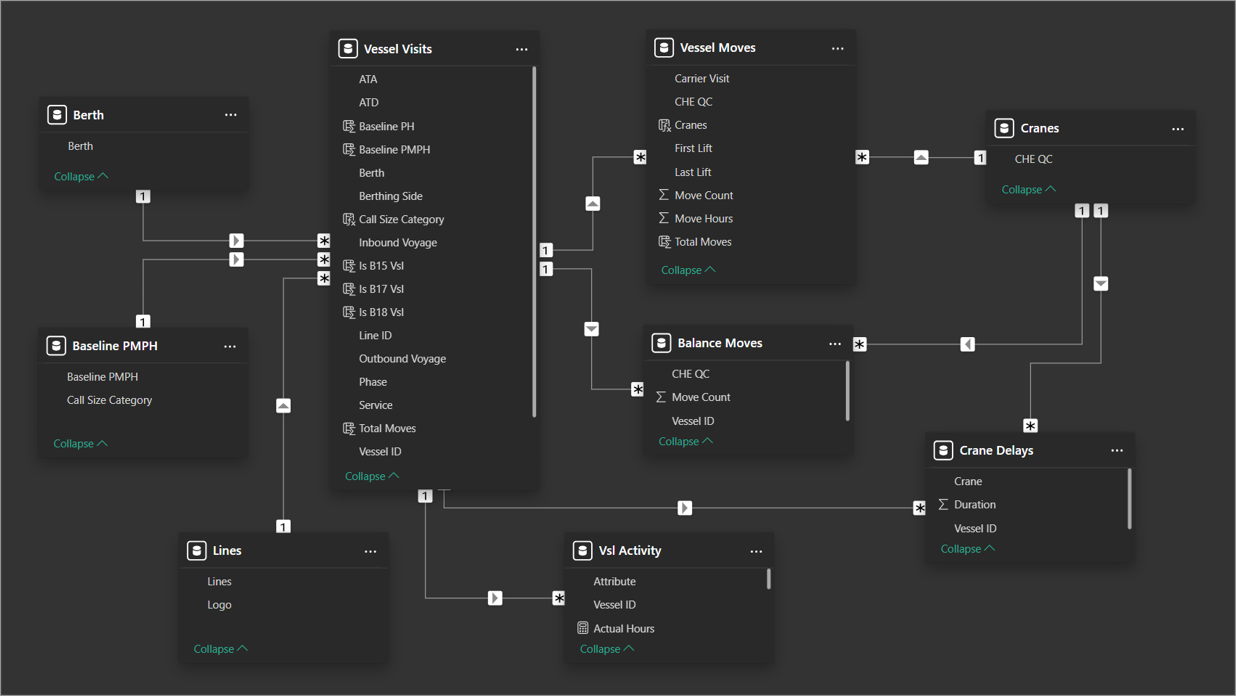 Berth
Berth
Collapse
1
*
Vessel Visits
ATA
ATD
Baseline PH
Baseline PMPH
Berth
Berthing Side
Call Size Category
Inbound Voyage
Is B15 Vsl
Is B17 Vsl
Is B18 Vsl
Line ID
Outbound Voyage
Phase
Service
Total Moves
Vessel ID
Collapse
1
1
1
*
*
Vessel Moves
Carrier Visit
CHE QC
Cranes
First Lift
Last Lift
Move Count
Move Hours
Total Moves
Collapse
*
*
1
Cranes
CHE QC
Collapse
1
1
Baseline PMPH
Baseline PMPH
Call Size Category
Collapse
1
Balance Moves
CHE QC
Move Count
Vessel ID
Collapse
*
*
Crane Delays
Crane
Duration
Vessel ID
Collapse
*
*
Lines
Lines
Logo
Collapse
1
Vsl Activity
Attribute
Vessel ID
Actual Hours
Collapse
*